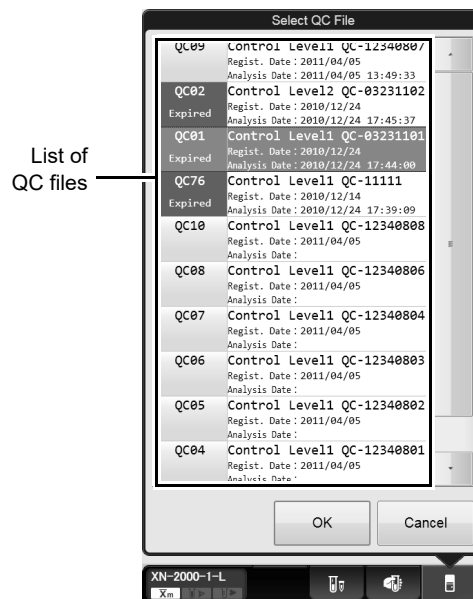 Select QC File
QC09 Control Level1 QC-12340807
Regist. Date:2011/04/05
Analysis Date:2011/04/05 13:49:33
QC02 Control Level2 QC-03231102
Expired Regist. Date:2010/12/24
Analysis Date:2010/12/24 17:45:37
QC01 Control Level1 QC-03231101
Expired Regist. Date:2010/12/24
Analysis Date:2010/12/24 17:44:00
List of
QC files
QC76 Control Level1 QC-11111
Expired Regist. Date:2010/12/14
Analysis Date:2010/12/24 17:39:09
QC10 Control Level1 QC-12340808
Regist. Date:2011/04/05
Analysis Date:
QC08 Control Level1 QC-12340806
Regist. Date:2011/04/05
Analysis Date:
QC07 Control Level1 QC-12340804
Regist. Date:2011/04/05
Analysis Date:
QC06 Control Level1 QC-12340803
Regist. Date:2011/04/05
Analysis Date:
QC05 Control Level1 QC-12340802
Regist. Date:2011/04/05
Analysis Date:
QC04 Control Level1 QC-12340801
Regist. Date:2011/04/05
Analysis Date:
OK Cancel
XN-2000-1-L
Xm